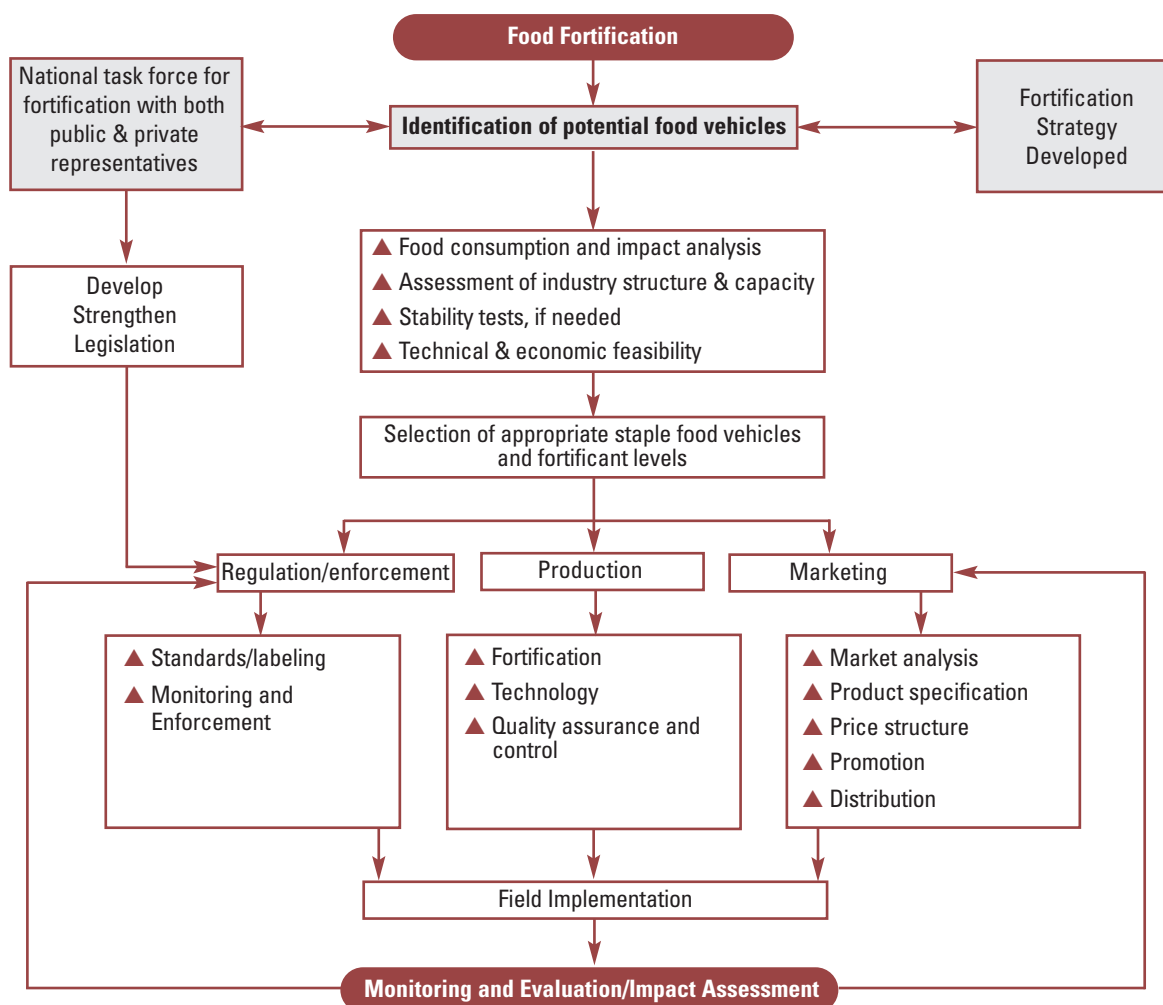 Food Fortification
National task force for
fortification with both
public & private
representatives
Identification of potential food vehicles
Fortification
Strategy
Developed
▲ Food consumption and impact analysis
▲ Assessment of industry structure & capacity
▲ Stability tests, if needed
▲ Technical & economic feasibility
Develop
Strengthen
Legislation
Selection of appropriate staple food vehicles
and fortificant levels
Regulation/enforcement
Production
Marketing
▲ Standards/labeling
▲ Monitoring and
Enforcement
▲ Fortification
▲ Technology
▲ Quality assurance and
control
▲ Market analysis
▲ Product specification
▲ Price structure
▲ Promotion
▲ Distribution
Field Implementation
Monitoring and Evaluation/Impact Assessment